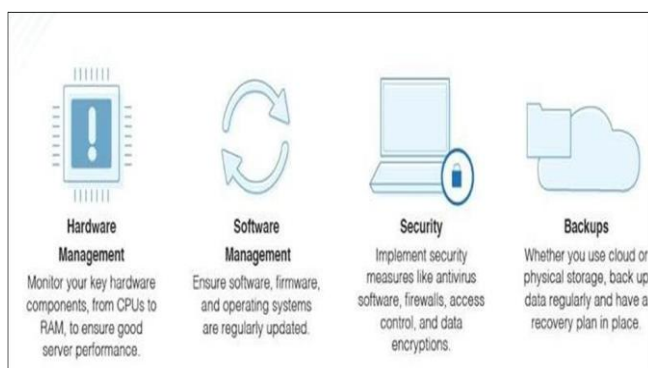 Hardware
Management
Monitor your key hardware
components, from CPUs to
RAM, to ensure good
server performance.
Software
Management
Ensure software, firmware,
and operating systems
are regularly updated.
Security
Implement security
measures like antivirus
software, firewalls, access
control, and data
encryptions.
Backups
Whether you use cloud or
physical storage, back up
data regularly and have a
recovery plan in place.